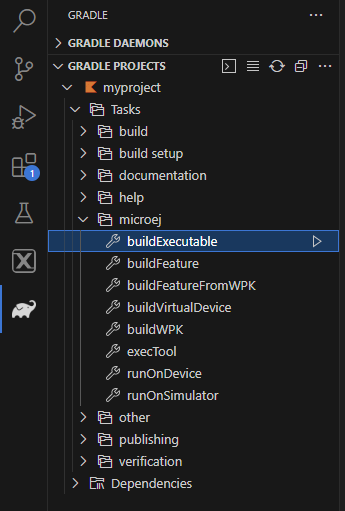 GRADLE
GRADLE DAEMONS
GRADLE PROJECTS
myproject
Tasks
build
build setup
documentation
help
microej
buildExecutable
buildFeature
buildFeatureFromWPK
buildVirtualDevice
buildWPK
execTool
runOnDevice
runOnSimulator
other
publishing
verification
Dependencies
1